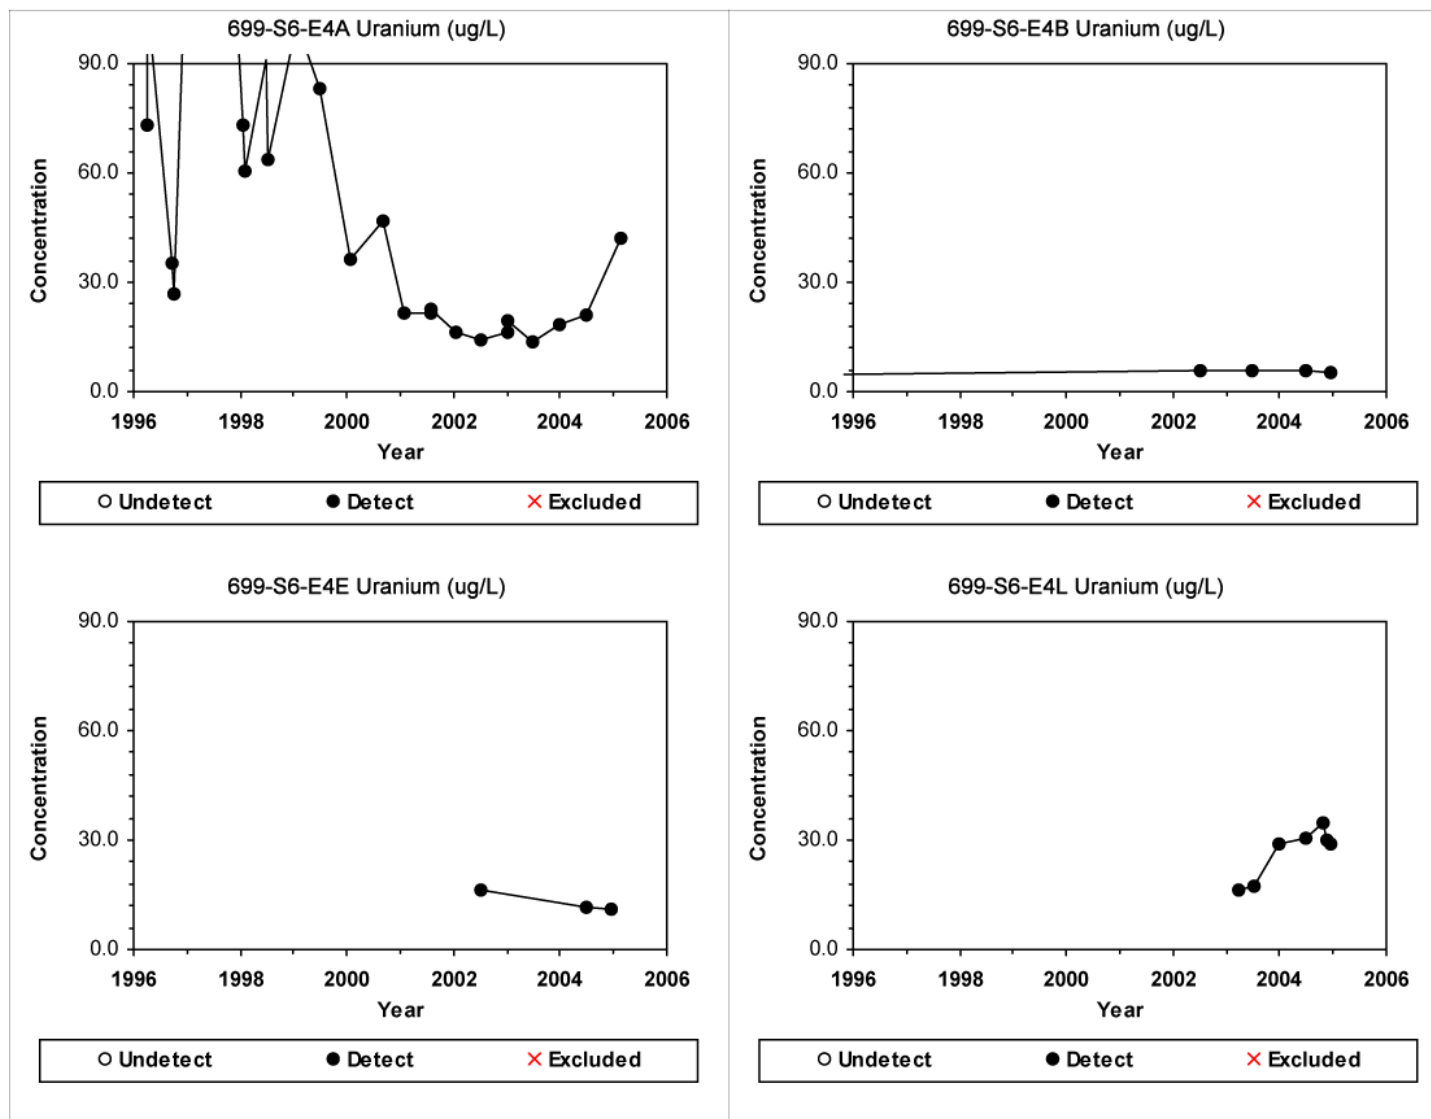 699-S6-E4A Uranium (ug/L)
90.0
60.0
30.0
0.0
Concentration
1996 1998 2000 2002 2004 2006
Year
Undetect Detect Excluded
699-S6-E4B Uranium (ug/L)
90.0
60.0
30.0
0.0
Concentration
1996 1998 2000 2002 2004 2006
Year
Undetect Detect Excluded
699-S6-E4E Uranium (ug/L)
90.0
60.0
30.0
0.0
Concentration
1996 1998 2000 2002 2004 2006
Year
Undetect Detect Excluded
699-S6-E4L Uranium (ug/L)
90.0
60.0
30.0
0.0
Concentration
1996 1998 2000 2002 2004 2006
Year
Undetect Detect Excluded